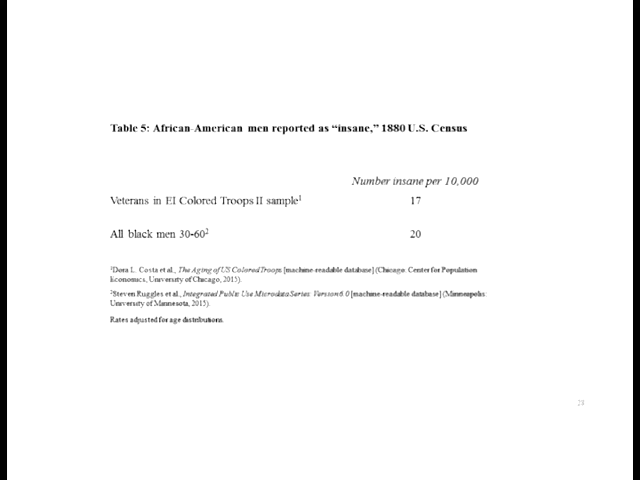 Table 5: African-American men reported as “insane,” 1880 U.S. Census
Number insane per 10,000
Veterans in EI Colored Troops II sample¹ 17
All black men 30-60² 20
¹Dora L. Costa et al., The Aging of US Colored Troops [machine-readable database] (Chicago: Center for Population
Economics, University of Chicago, 2015).
²Steven Ruggles et al., Integrated Public Use Microdata Series: Version 6.0 [machine-readable database] (Minneapolis:
University of Minnesota, 2015).
Rates adjusted for age distributions.